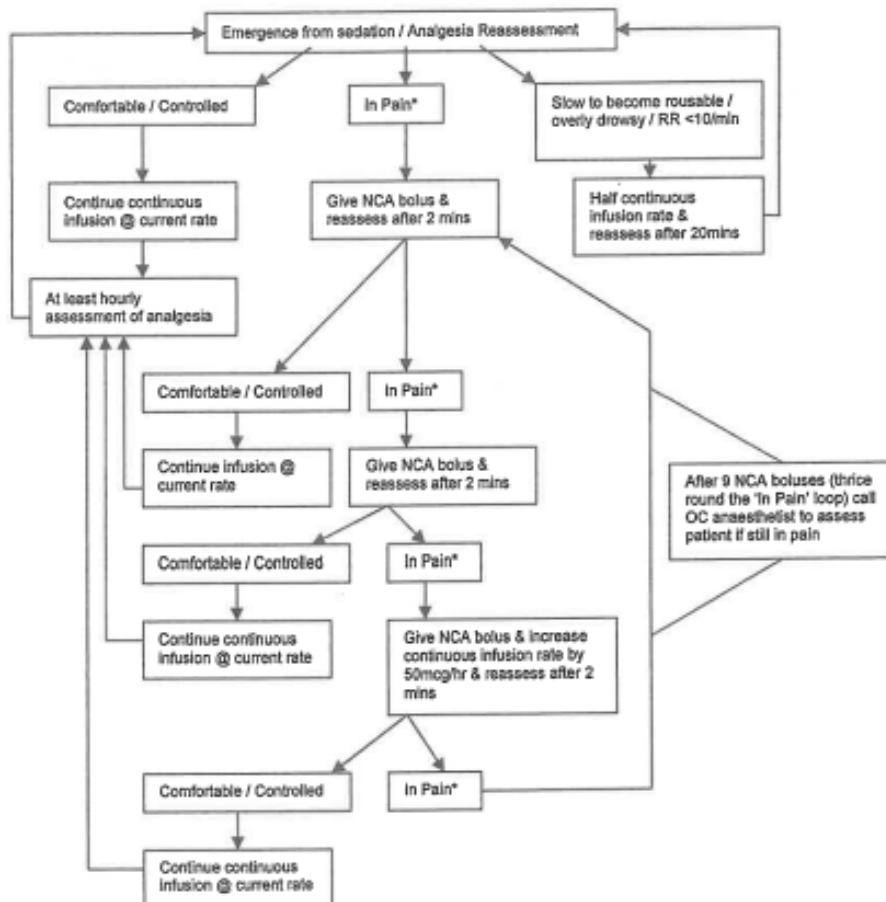 Emergence from sedation / Analgesia Reassessment
Comfortable / Controlled
In Pain*
Slow to become rousable /
overly drowsy / RR <10/min
Continue continuous
infusion @ current rate
Give NCA bolus &
reassess after 2 mins
Half continuous
infusion rate &
reassess after 20mins
At least hourly
assessment of analgesia
Comfortable / Controlled
In Pain*
Continue infusion @
current rate
Give NCA bolus &
reassess after 2 mins
After 9 NCA boluses (thrice
round the 'In Pain' loop) call
OC anaesthetist to assess
patient if still in pain
Comfortable / Controlled
In Pain*
Continue continuous
infusion @ current rate
Give NCA bolus & increase
continuous infusion rate by
50mcg/hr & reassess after 2
mins
Comfortable / Controlled
In Pain*
Continue continuous
infusion @ current rate